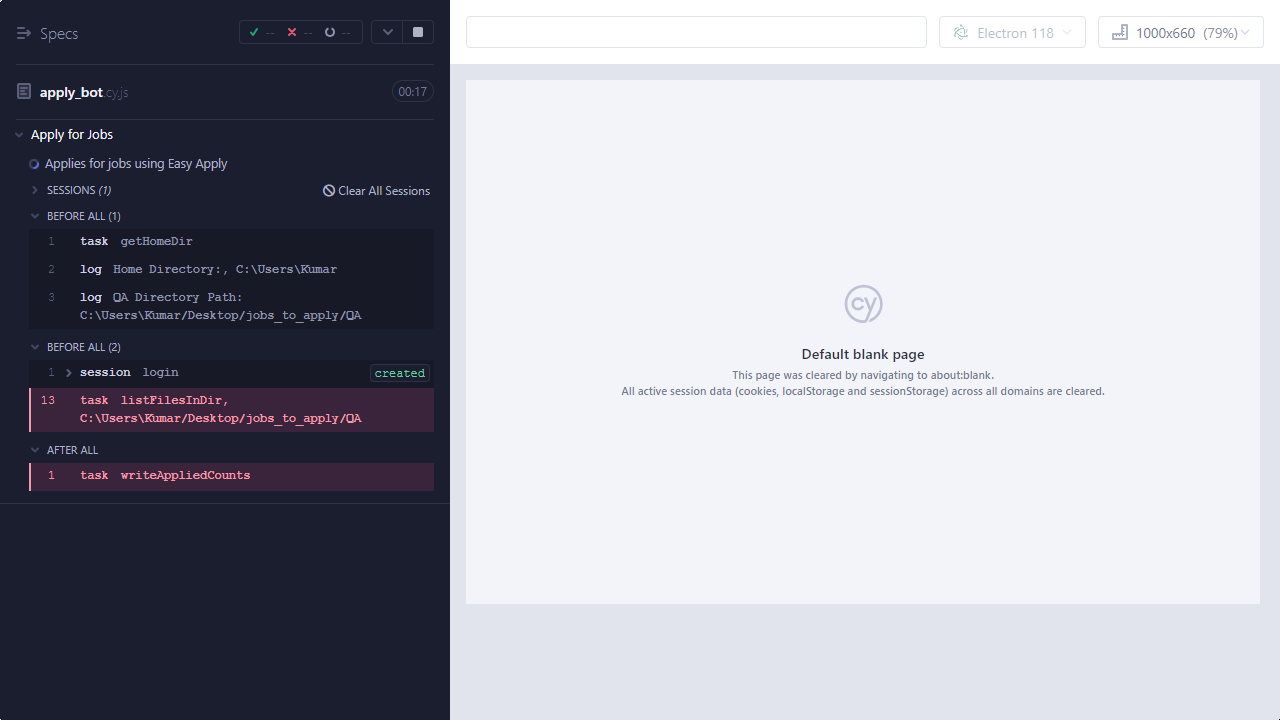 Specs
--
--
--
Electron 118
1000x660 (79%)
apply_bot.cy.js
00:17
Apply for Jobs
Applies for jobs using Easy Apply
SESSIONS (1)
Clear All Sessions
BEFORE ALL (1)
1 task getHomeDir
2 log Home Directory:, C:\Users\Kumar
3 log QA Directory Path:
C:\Users\Kumar/Desktop/jobs_to_apply/QA
BEFORE ALL (2)
1 session login created
13 task listFilesInDir,
C:\Users\Kumar/Desktop/jobs_to_apply/QA
AFTER ALL
1 task writeAppliedCounts
cy
Default blank page
This page was cleared by navigating to about:blank.
All active session data (cookies, localStorage and sessionStorage) across all domains are cleared.